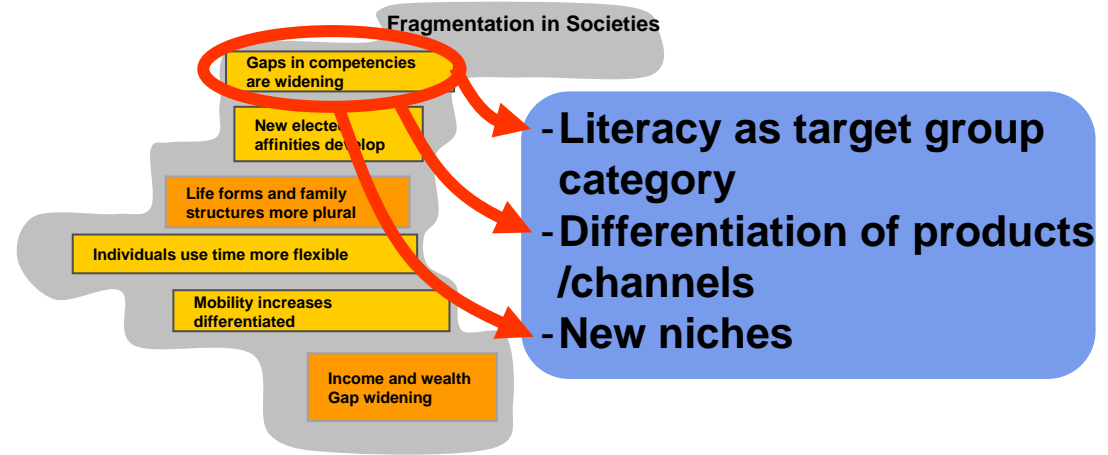 Fragmentation in Societies
Gaps in competencies
are widening
New elected
affinities develop
Life forms and family
structures more plural
Individuals use time more flexible
Mobility increases
differentiated
Income and wealth
Gap widening
- Literacy as target group
category
- Differentiation of products
/channels
- New niches